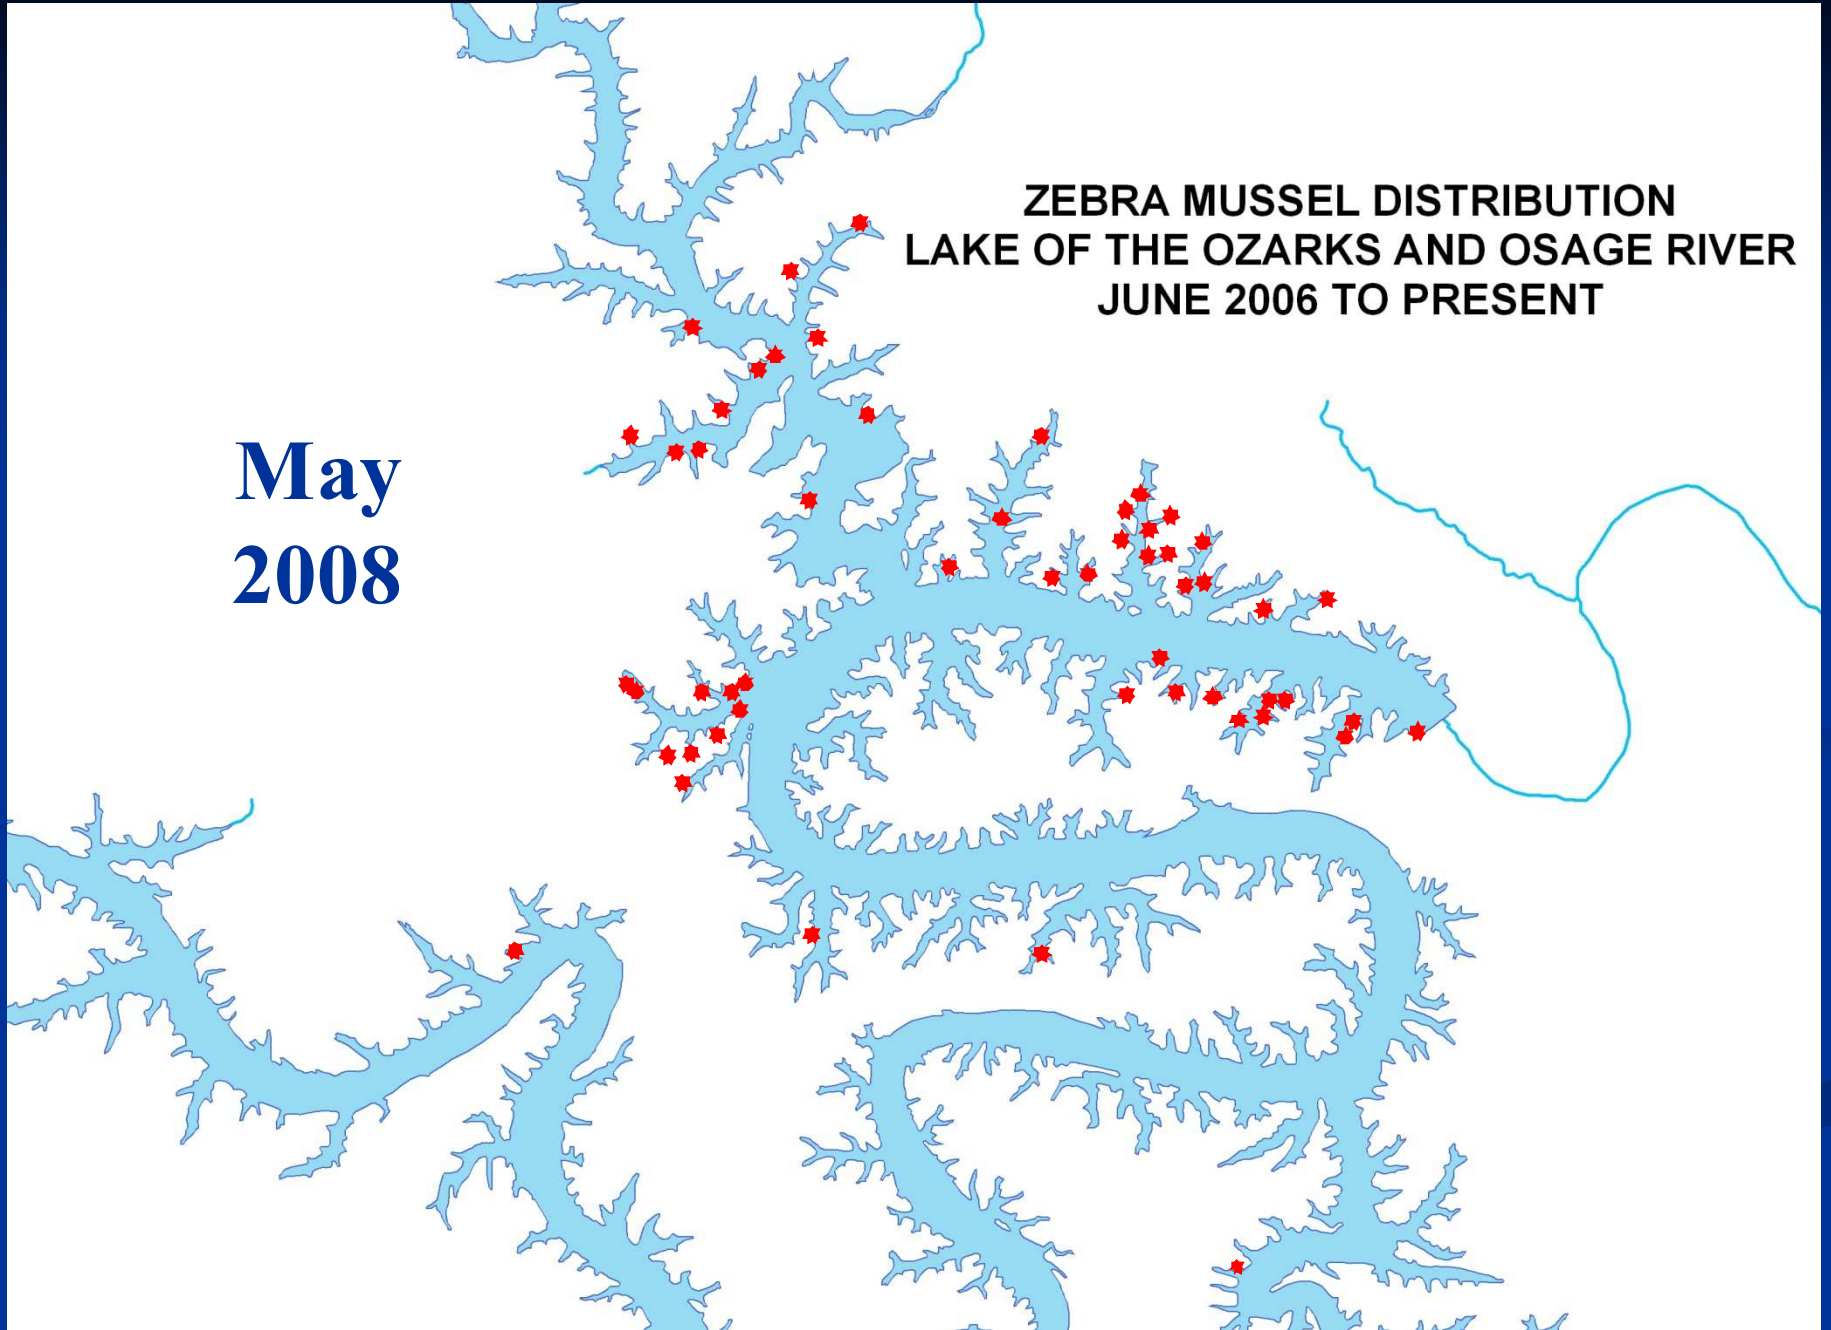 ZEBRA MUSSEL DISTRIBUTION
LAKE OF THE OZARKS AND OSAGE RIVER
JUNE 2006 TO PRESENT
May
2008